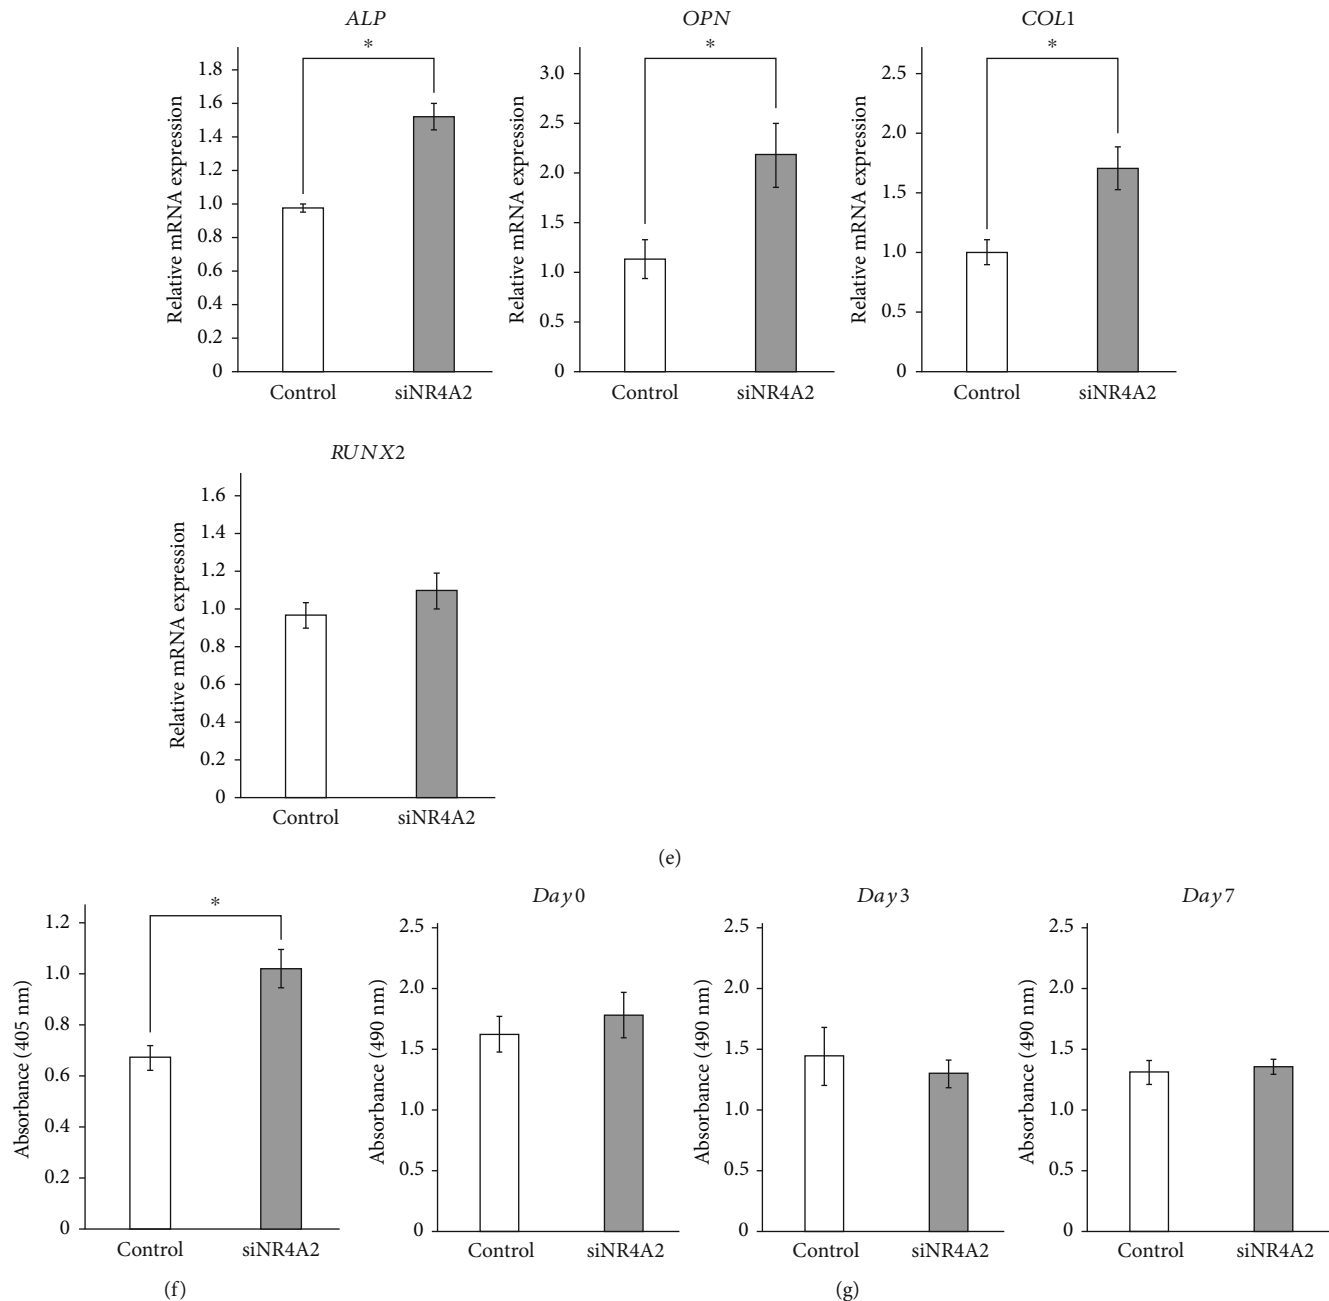 ALP
*
Relative mRNA expression
1.8
1.6
1.4
1.2
1.0
0.8
0.6
0.4
0.2
0
Control siNR4A2
OPN
*
Relative mRNA expression
3.0
2.5
2.0
1.5
1.0
0.5
0
Control siNR4A2
COL1
*
Relative mRNA expression
2.5
2.0
1.5
1.0
0.5
0
Control siNR4A2
RUNX2
Relative mRNA expression
1.6
1.4
1.2
1.0
0.8
0.6
0.4
0.2
0
Control siNR4A2
(e)
*
Absorbance (405 nm)
1.2
1.0
0.8
0.6
0.4
0.2
0
Control siNR4A2
(f)
Day 0
Absorbance (490 nm)
2.5
2.0
1.5
1.0
0.5
0
Control siNR4A2
Day 3
Absorbance (490 nm)
2.5
2.0
1.5
1.0
0.5
0
Control siNR4A2
Day 7
Absorbance (490 nm)
2.5
2.0
1.5
1.0
0.5
0
Control siNR4A2
(g)